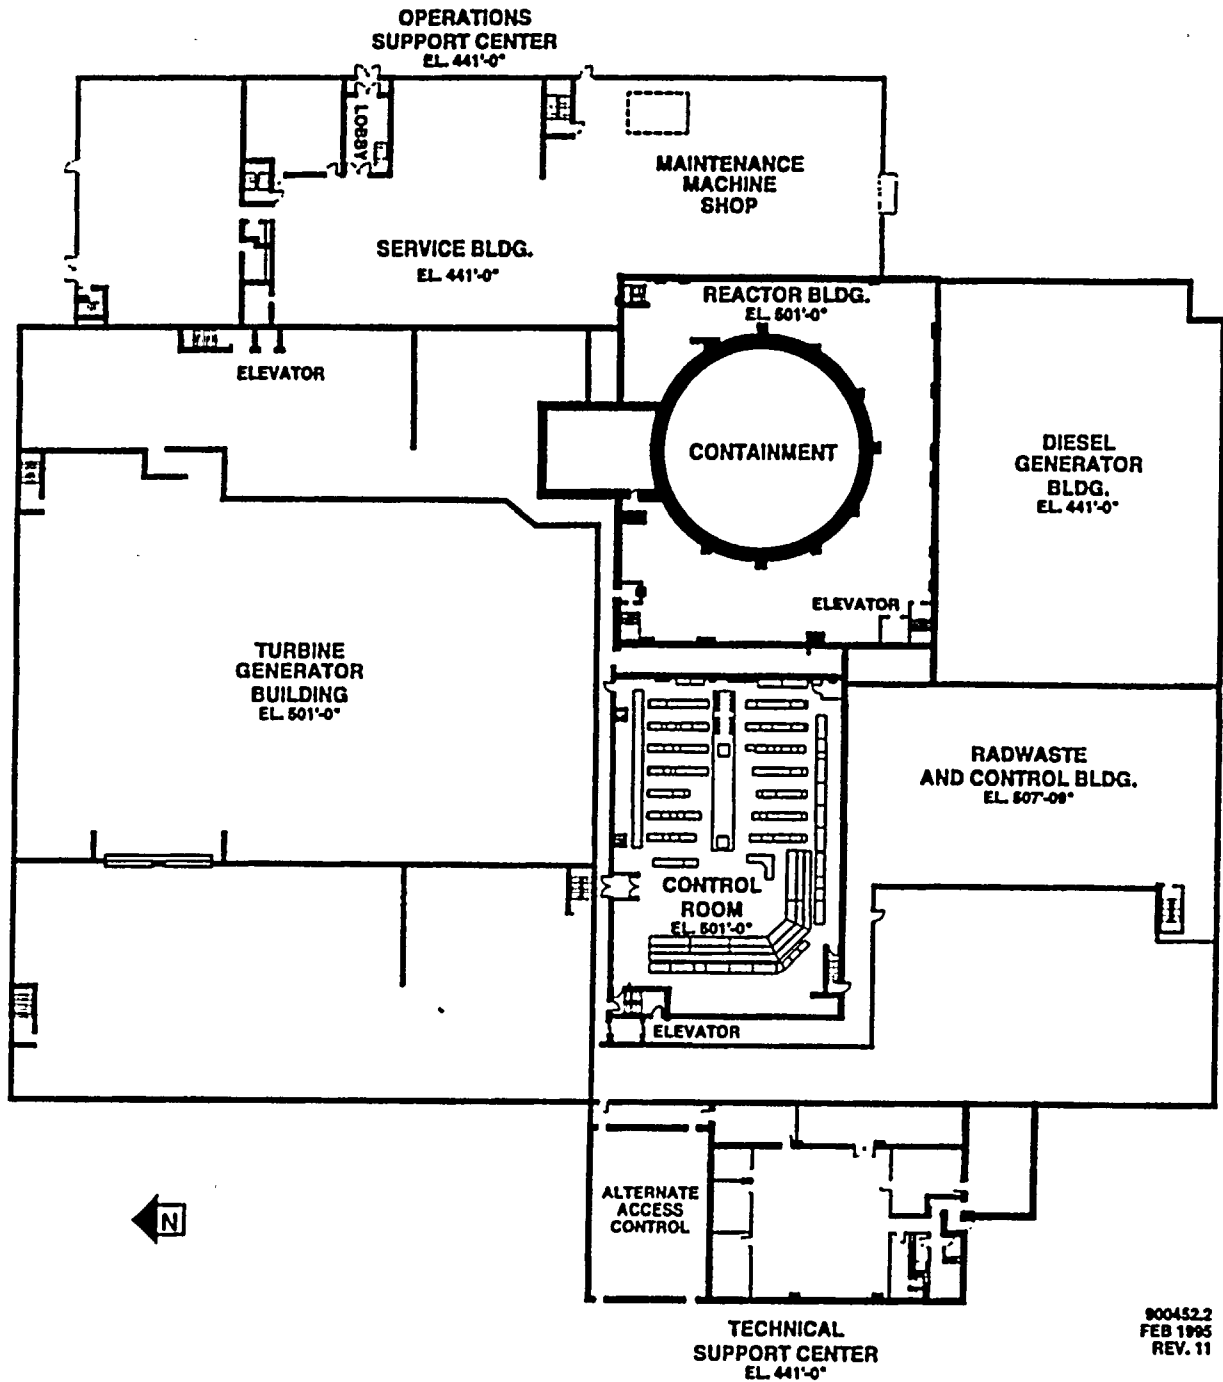 OPERATIONS
SUPPORT CENTER
EL. 441'-0"
LOBBY
MAINTENANCE
MACHINE
SHOP
SERVICE BLDG.
EL. 441'-0"
REACTOR BLDG.
EL. 501'-0"
ELEVATOR
CONTAINMENT
DIESEL
GENERATOR
BLDG.
EL. 441'-0"
ELEVATOR
TURBINE
GENERATOR
BUILDING
EL. 501'-0"
RADWASTE
AND CONTROL BLDG.
EL. 507'-09"
CONTROL
ROOM
EL. 501'-0"
ELEVATOR
ALTERNATE
ACCESS
CONTROL
N
TECHNICAL
SUPPORT CENTER
EL. 441'-0"
900452.2
FEB 1995
REV. 11